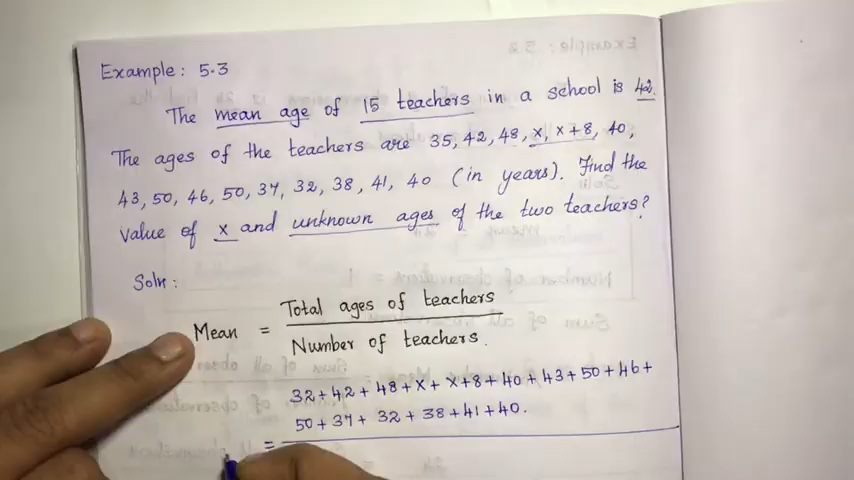 Example: 5.3
The mean age of 15 teachers in a school is 42.
The ages of the teachers are 35, 42, 48, x, x+8, 40,
43, 50, 46, 50, 37, 32, 38, 41, 40 (in years). Find the
value of x and unknown ages of the two teachers?
Soln:
Mean = Total ages of teachers
Number of teachers.
32+42+48+x+x+8+40+43+50+46+
50+37+32+38+41+40.
=